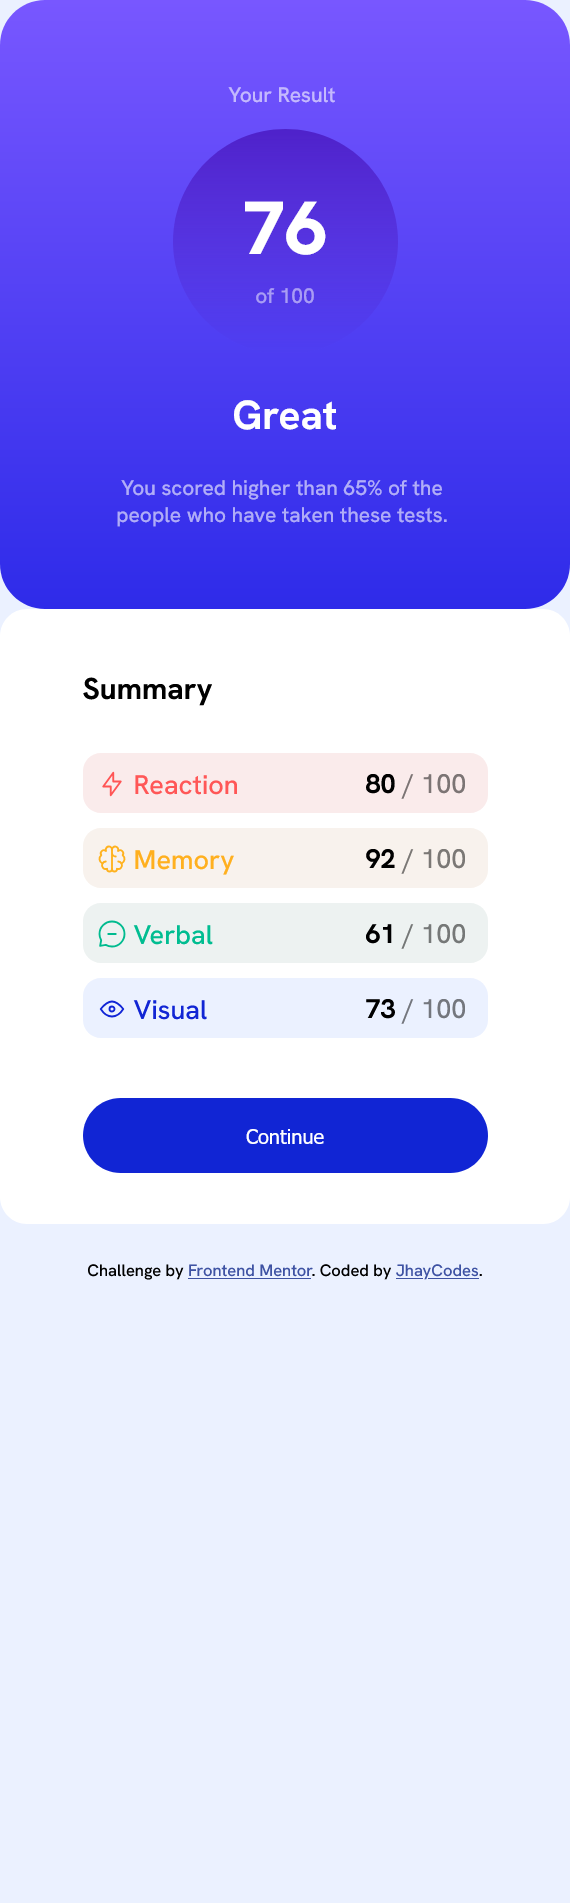 Your Result
76
of 100
Great
You scored higher than 65% of the
people who have taken these tests.
Summary
Reaction 80 / 100
Memory 92 / 100
Verbal 61 / 100
Visual 73 / 100
Continue
Challenge by Frontend Mentor. Coded by JhayCodes.